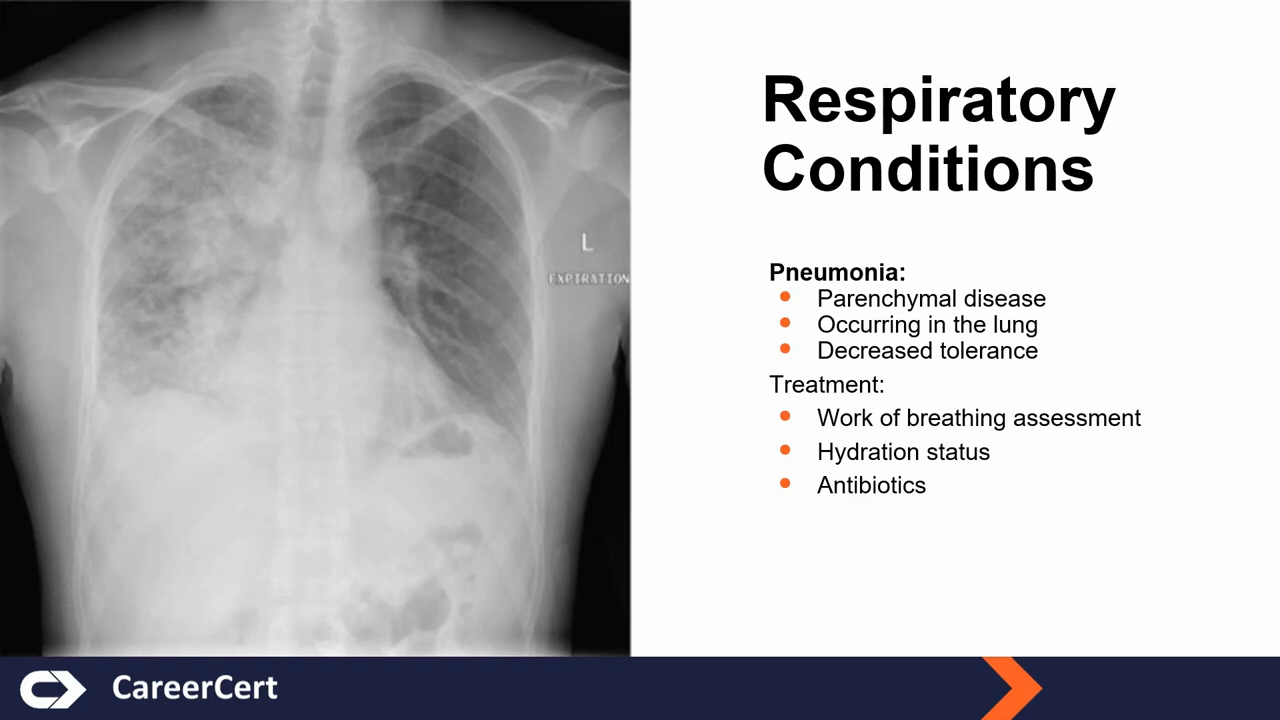 L
EXPIRATION
Respiratory
Conditions
Pneumonia:
Parenchymal disease
Occurring in the lung
Decreased tolerance
Treatment:
Work of breathing assessment
Hydration status
Antibiotics
CareerCert